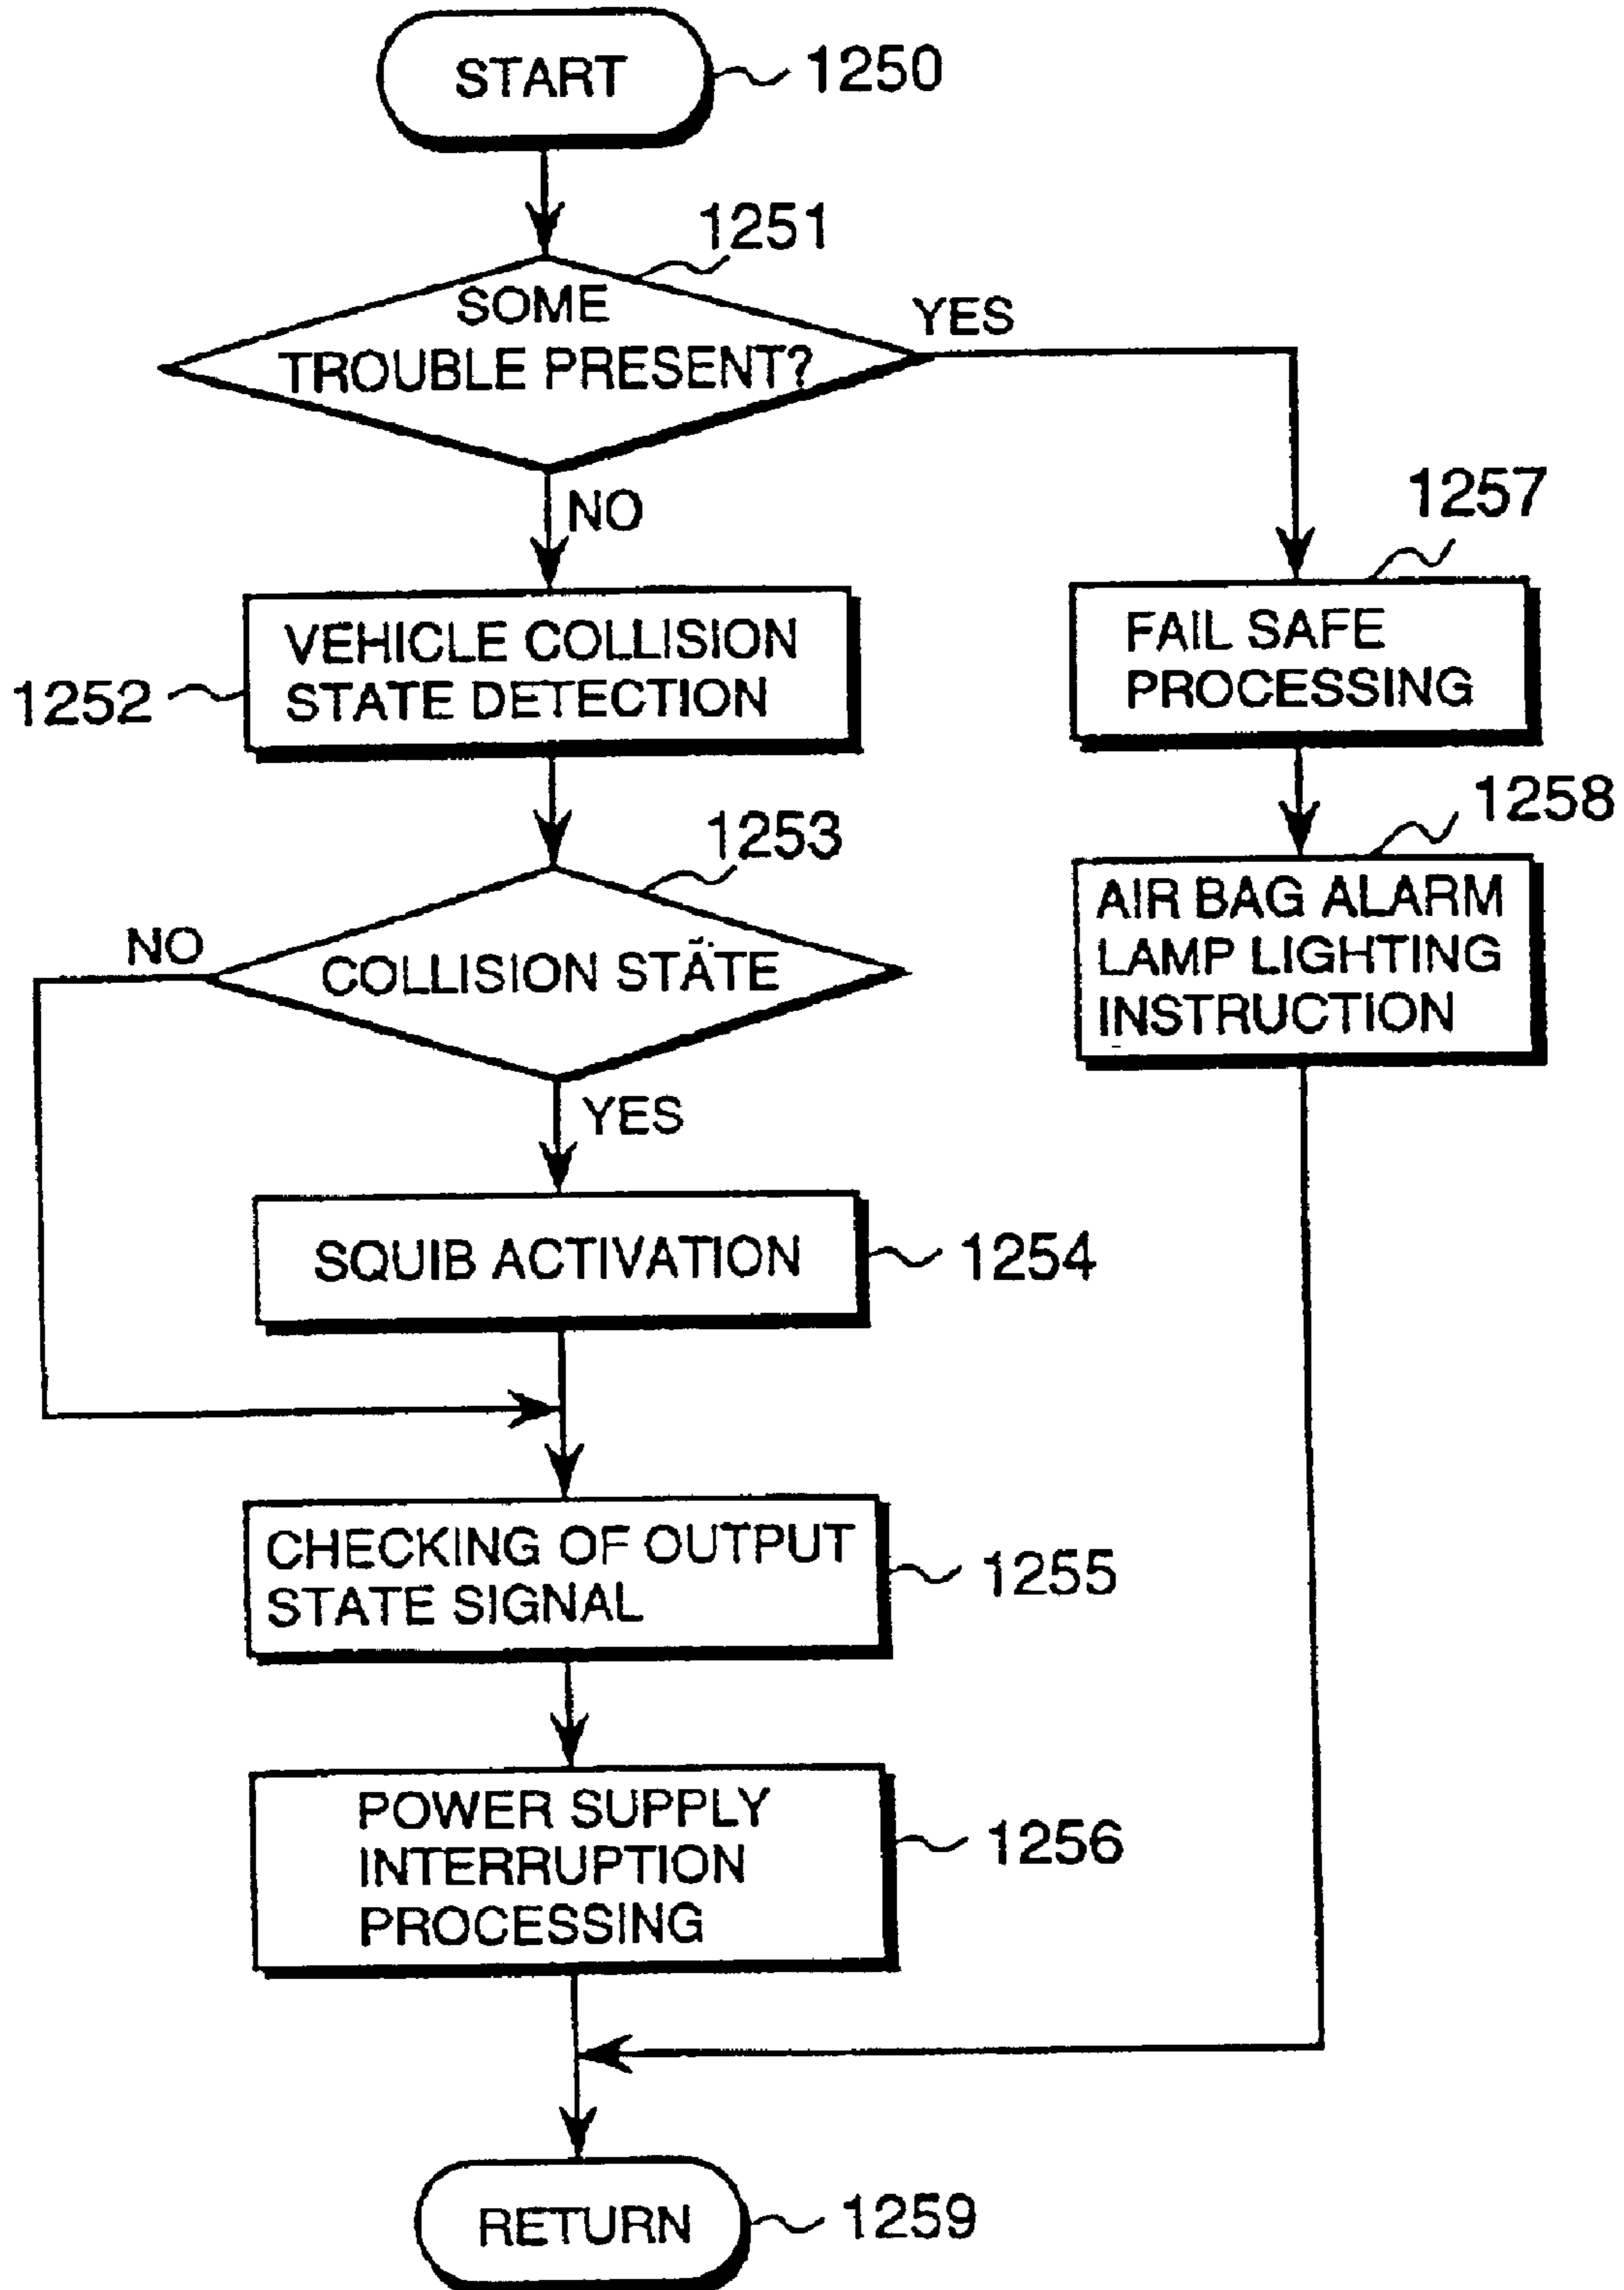 START
1250
1251
SOME
TROUBLE PRESENT?
YES
NO
1257
VEHICLE COLLISION
STATE DETECTION
1252
FAIL SAFE
PROCESSING
1253
1258
NO
COLLISION STATE
AIR BAG ALARM
LAMP LIGHTING
INSTRUCTION
YES
SQUIB ACTIVATION
1254
CHECKING OF OUTPUT
STATE SIGNAL
1255
POWER SUPPLY
INTERRUPTION
PROCESSING
1256
RETURN
1259